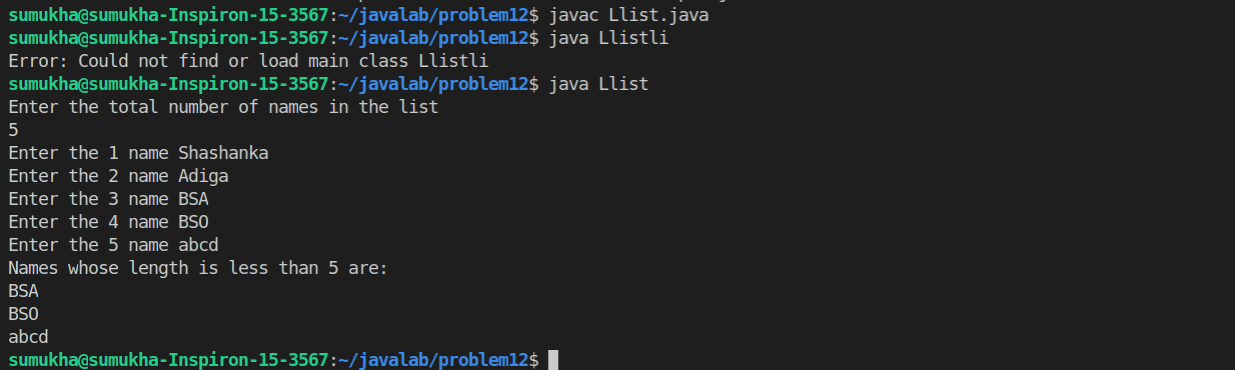 sumukha@sumukha-Inspiron-15-3567:~/javalab/problem12$ javac Llist.java
sumukha@sumukha-Inspiron-15-3567:~/javalab/problem12$ java Llistli
Error: Could not find or load main class Llistli
sumukha@sumukha-Inspiron-15-3567:~/javalab/problem12$ java Llist
Enter the total number of names in the list
5
Enter the 1 name Shashanka
Enter the 2 name Adiga
Enter the 3 name BSA
Enter the 4 name BSO
Enter the 5 name abcd
Names whose length is less than 5 are:
BSA
BSO
abcd
sumukha@sumukha-Inspiron-15-3567:~/javalab/problem12$